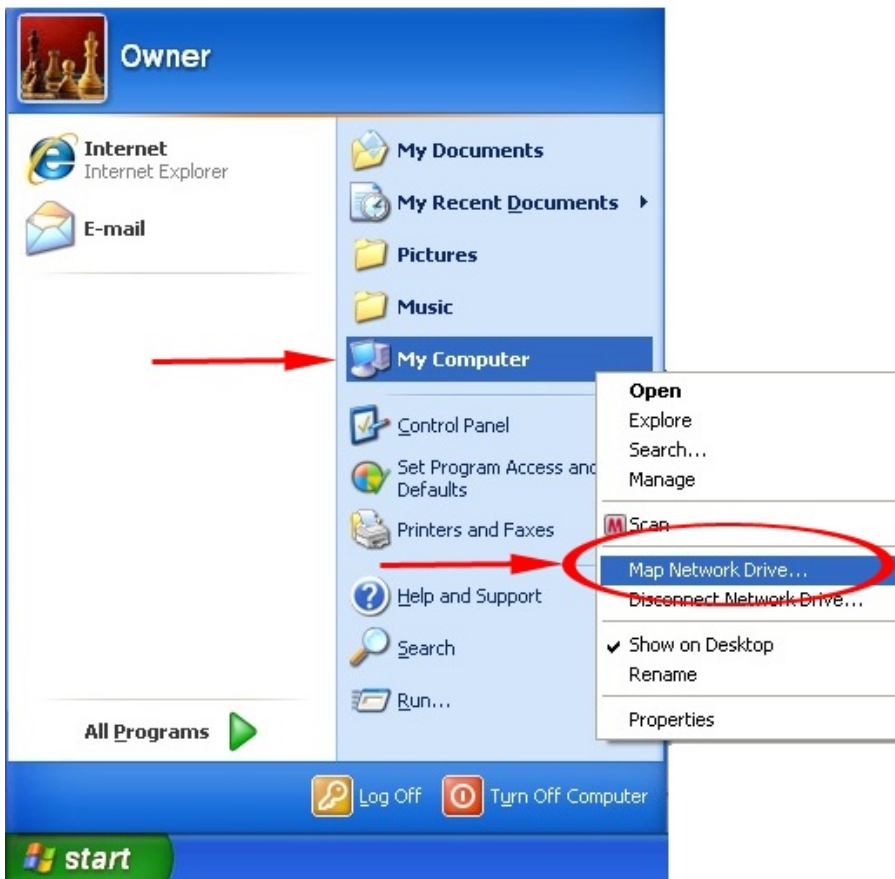 Owner
Internet
Internet Explorer
E-mail
All Programs
My Documents
My Recent Documents
Pictures
Music
My Computer
Control Panel
Set Program Access and
Defaults
Printers and Faxes
Help and Support
Search
Run...
Open
Explore
Search...
Manage
M Scan
Map Network Drive...
Disconnect Network Drive...
Show on Desktop
Rename
Properties
Log Off
Turn Off Computer
start